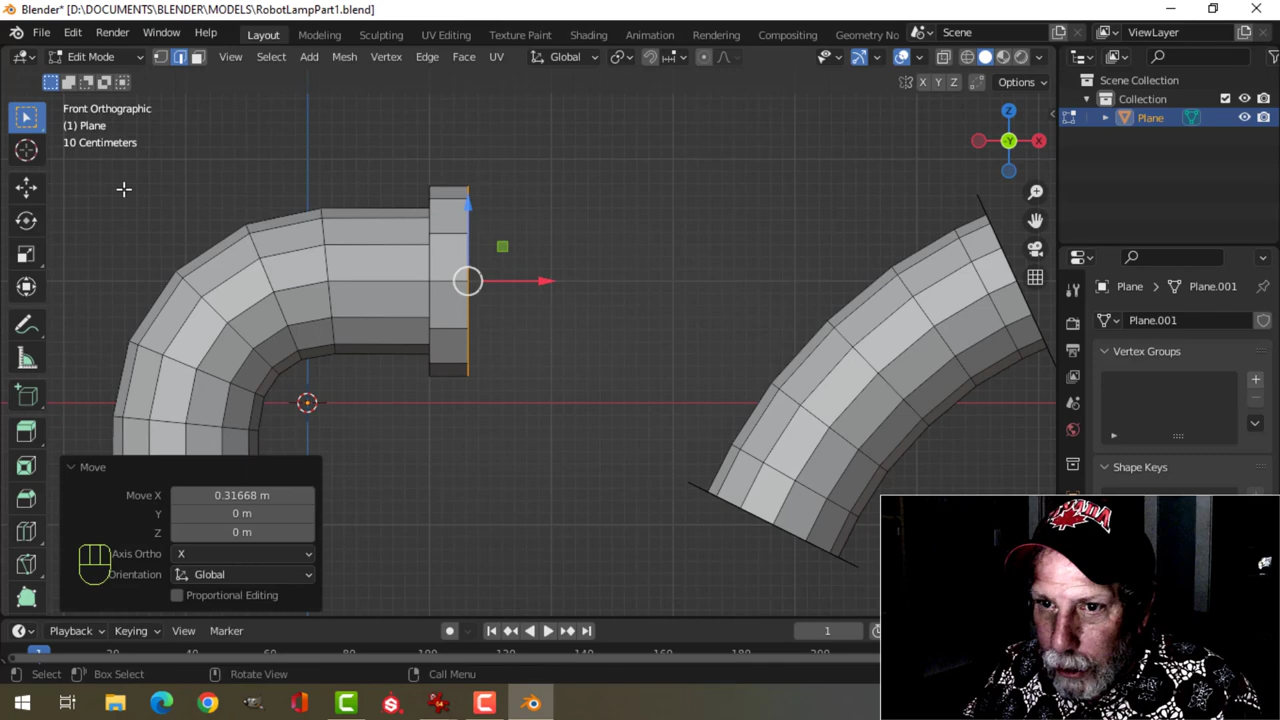 Blender* [D:\DOCUMENTS\BLENDER\MODELS\RobotLampPart1.blend]
File Edit Render Window Help Layout Modeling Sculpting UV Editing Texture Paint Shading Animation Rendering Compositing Geometry No Scene ViewLayer
Edit Mode View Select Add Mesh Vertex Edge Face UV Global
X Y Z Options
Front Orthographic
(1) Plane
10 Centimeters
Z
-Y
X
Scene Collection
Collection
Plane
Plane Plane.001
Plane.001
Vertex Groups
Shape Keys
Move
Move X 0.31668 m
Y 0 m
Z 0 m
Axis Ortho X
Orientation Global
Proportional Editing
CANADA
Playback Keying View Marker 1
Select Box Select Rotate View Call Menu